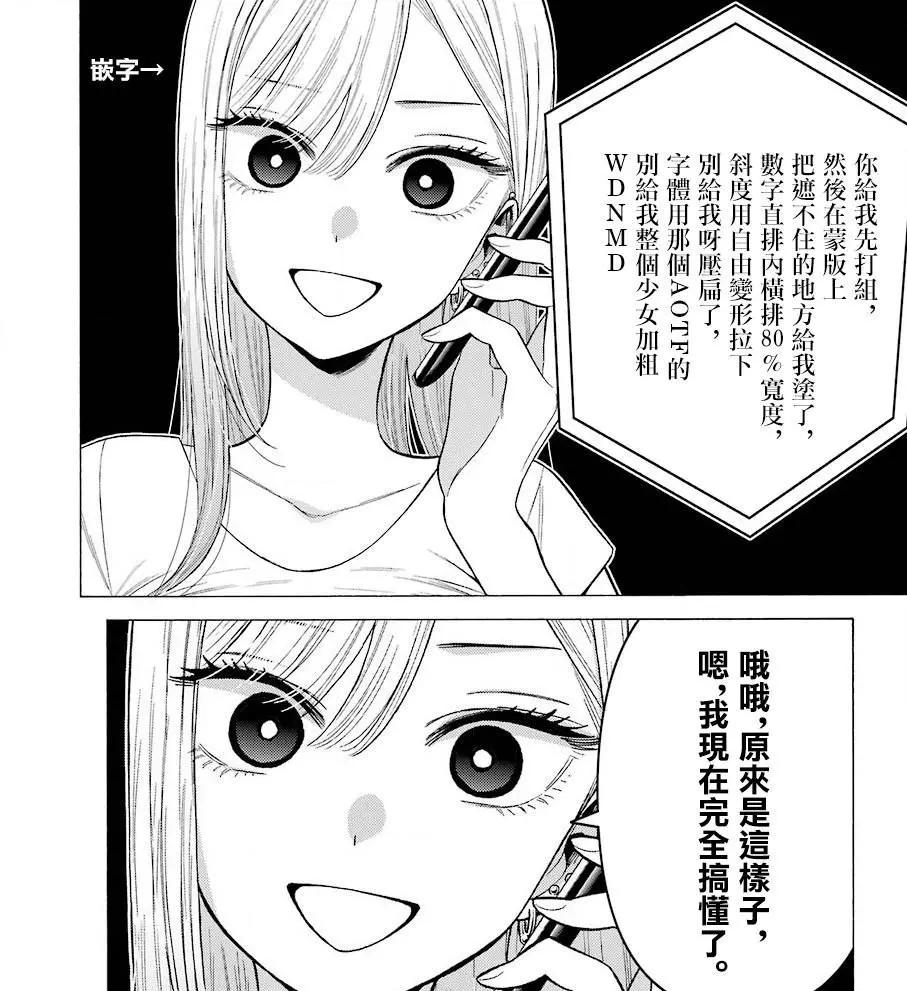 嵌字→
你給我先打組，
然後在蒙版上
把遮不住的地方給我塗了，
數字直排內橫排80%寬度，
斜度用自由變形拉下
別給我呀壓扁了，
字體用那個AOTF的
別給我整個少女加粗
WDNMD
哦哦，原來是這樣子，
嗯，我現在完全搞懂了。